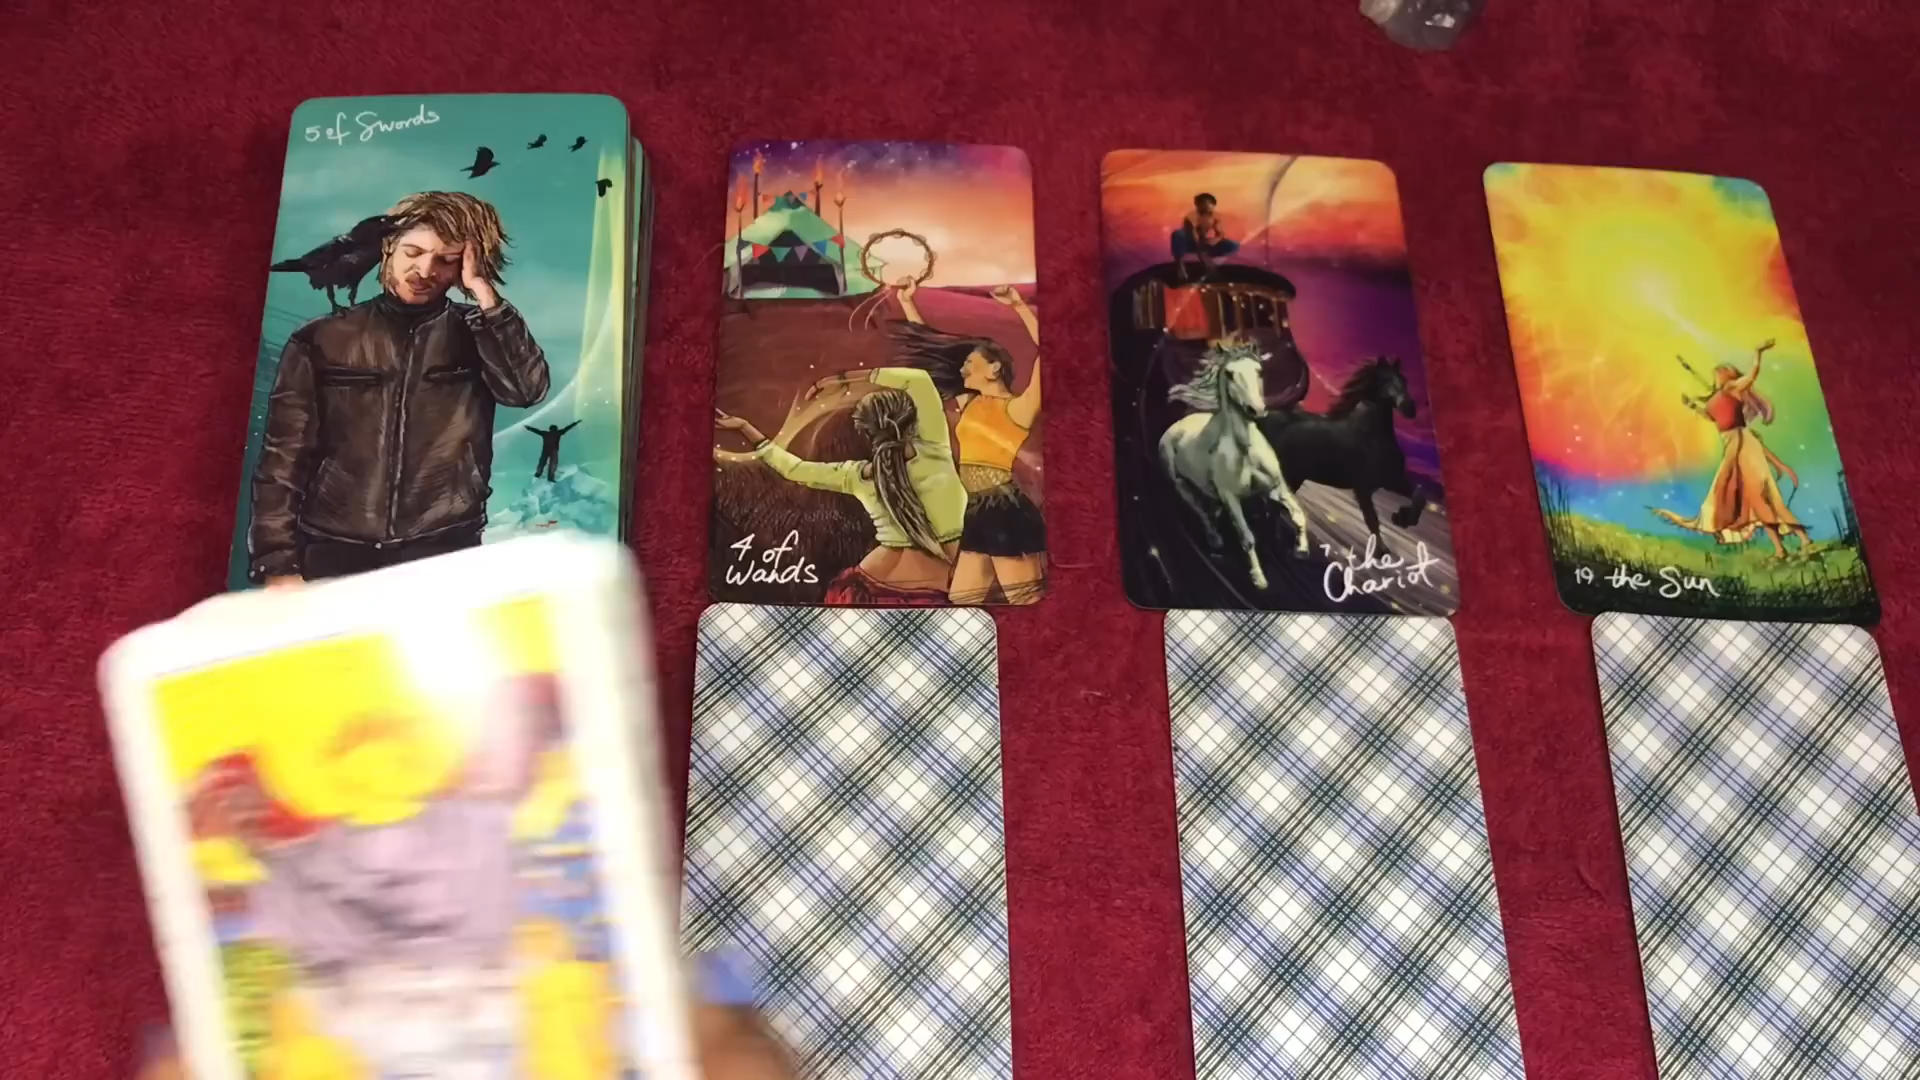 5 of Swords
4 of
Wands
7. the
Chariot
19 the Sun